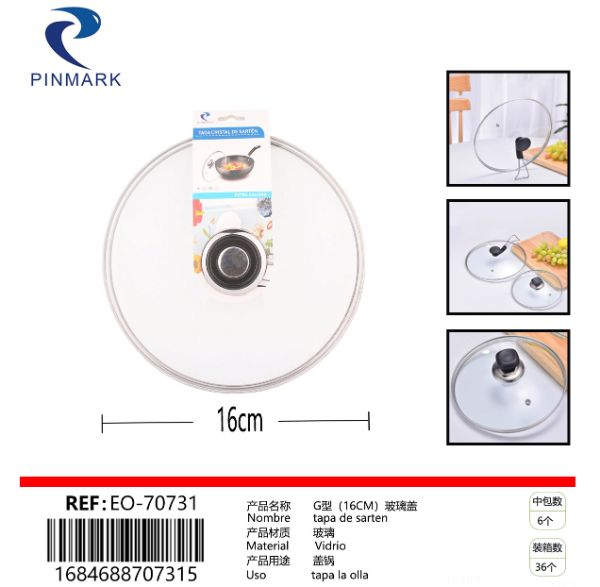 PINMARK
TAPA CRISTAL DE SARTÉN
16cm
REF: EO-70731
1684688707315
产品名称 G型（16CM）玻璃盖
Nombre tapa de sarten
产品材质 玻璃
Material Vidrio
产品用途 盖锅
Uso tapa la olla
中包数
6个
装箱数
36个